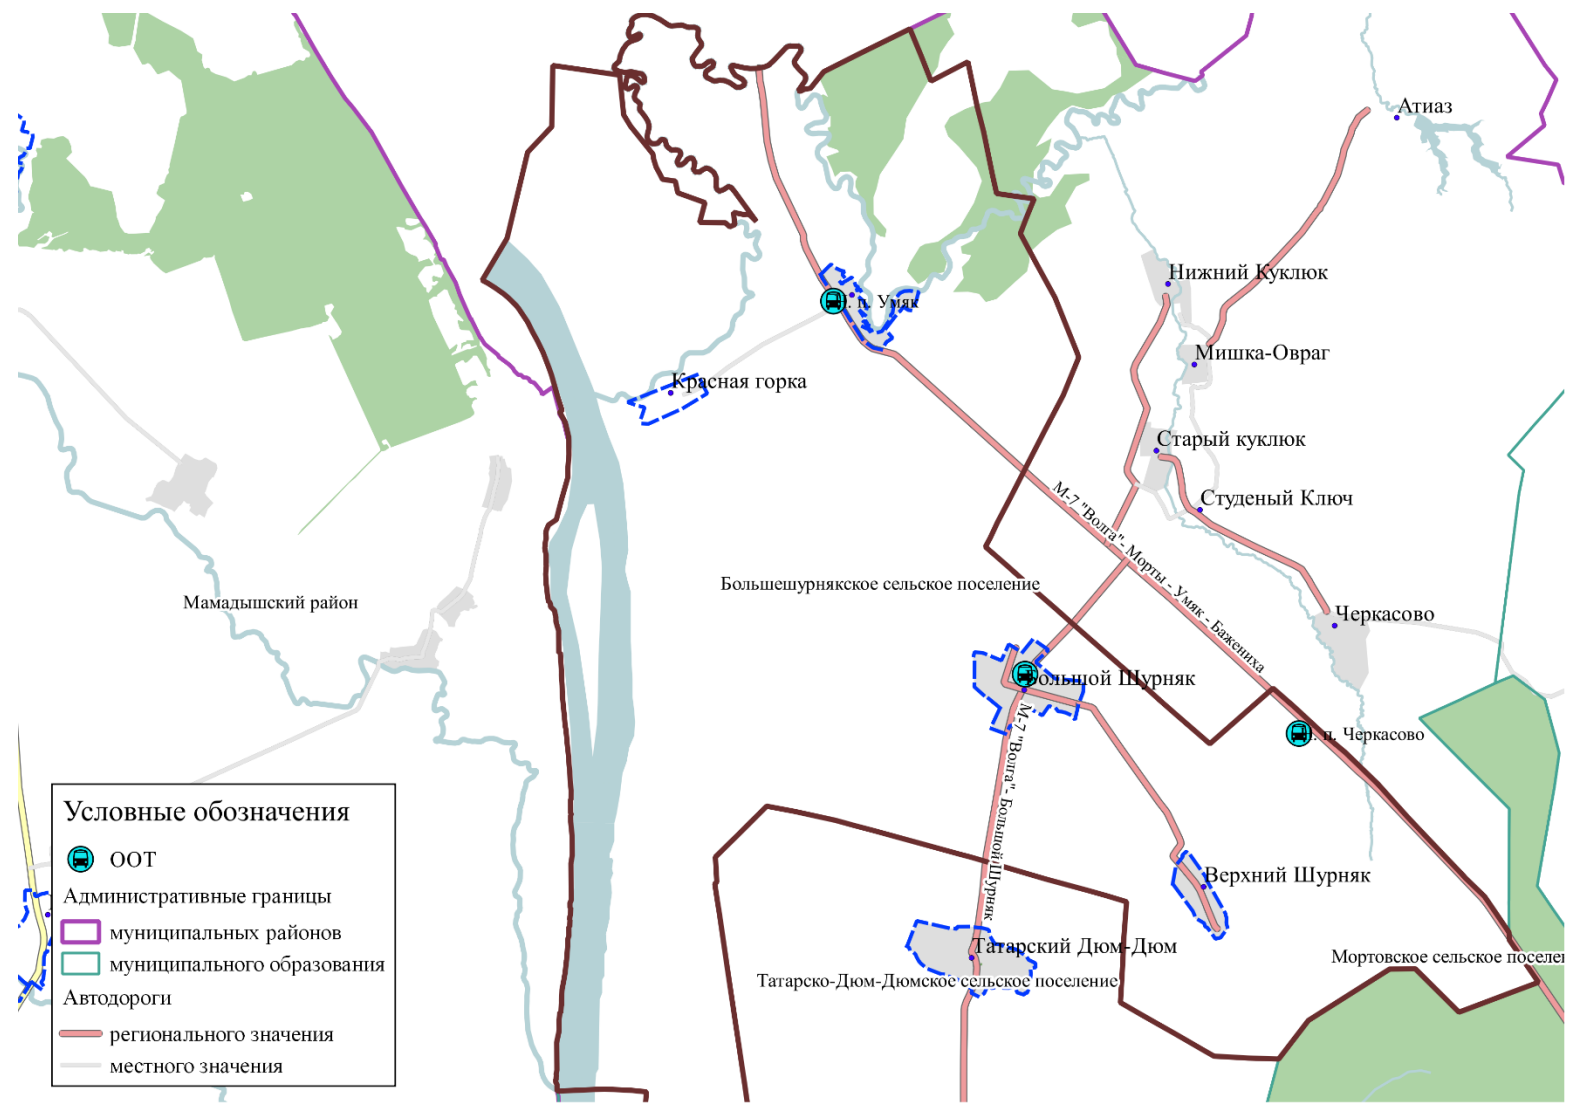 Атиаз
Нижний Куклюк
п. Умяк
Мишка-Овраг
Красная горка
Старый куклюк
Студеный Ключ
М-7 "Волга"- Морты - Умяк - Бажениха
Большешурнякское сельское поселение
Мамадышский район
Черкасово
Большой Шурняк
М-7 "Волга"- Большой Шурняк
п. Черкасово
Верхний Шурняк
Татарский Дюм-Дюм
Мортовское сельское поселе
Татарско-Дюм-Дюмское сельское поселение
Условные обозначения
ООТ
Административные границы
муниципальных районов
муниципального образования
Автодороги
регионального значения
местного значения